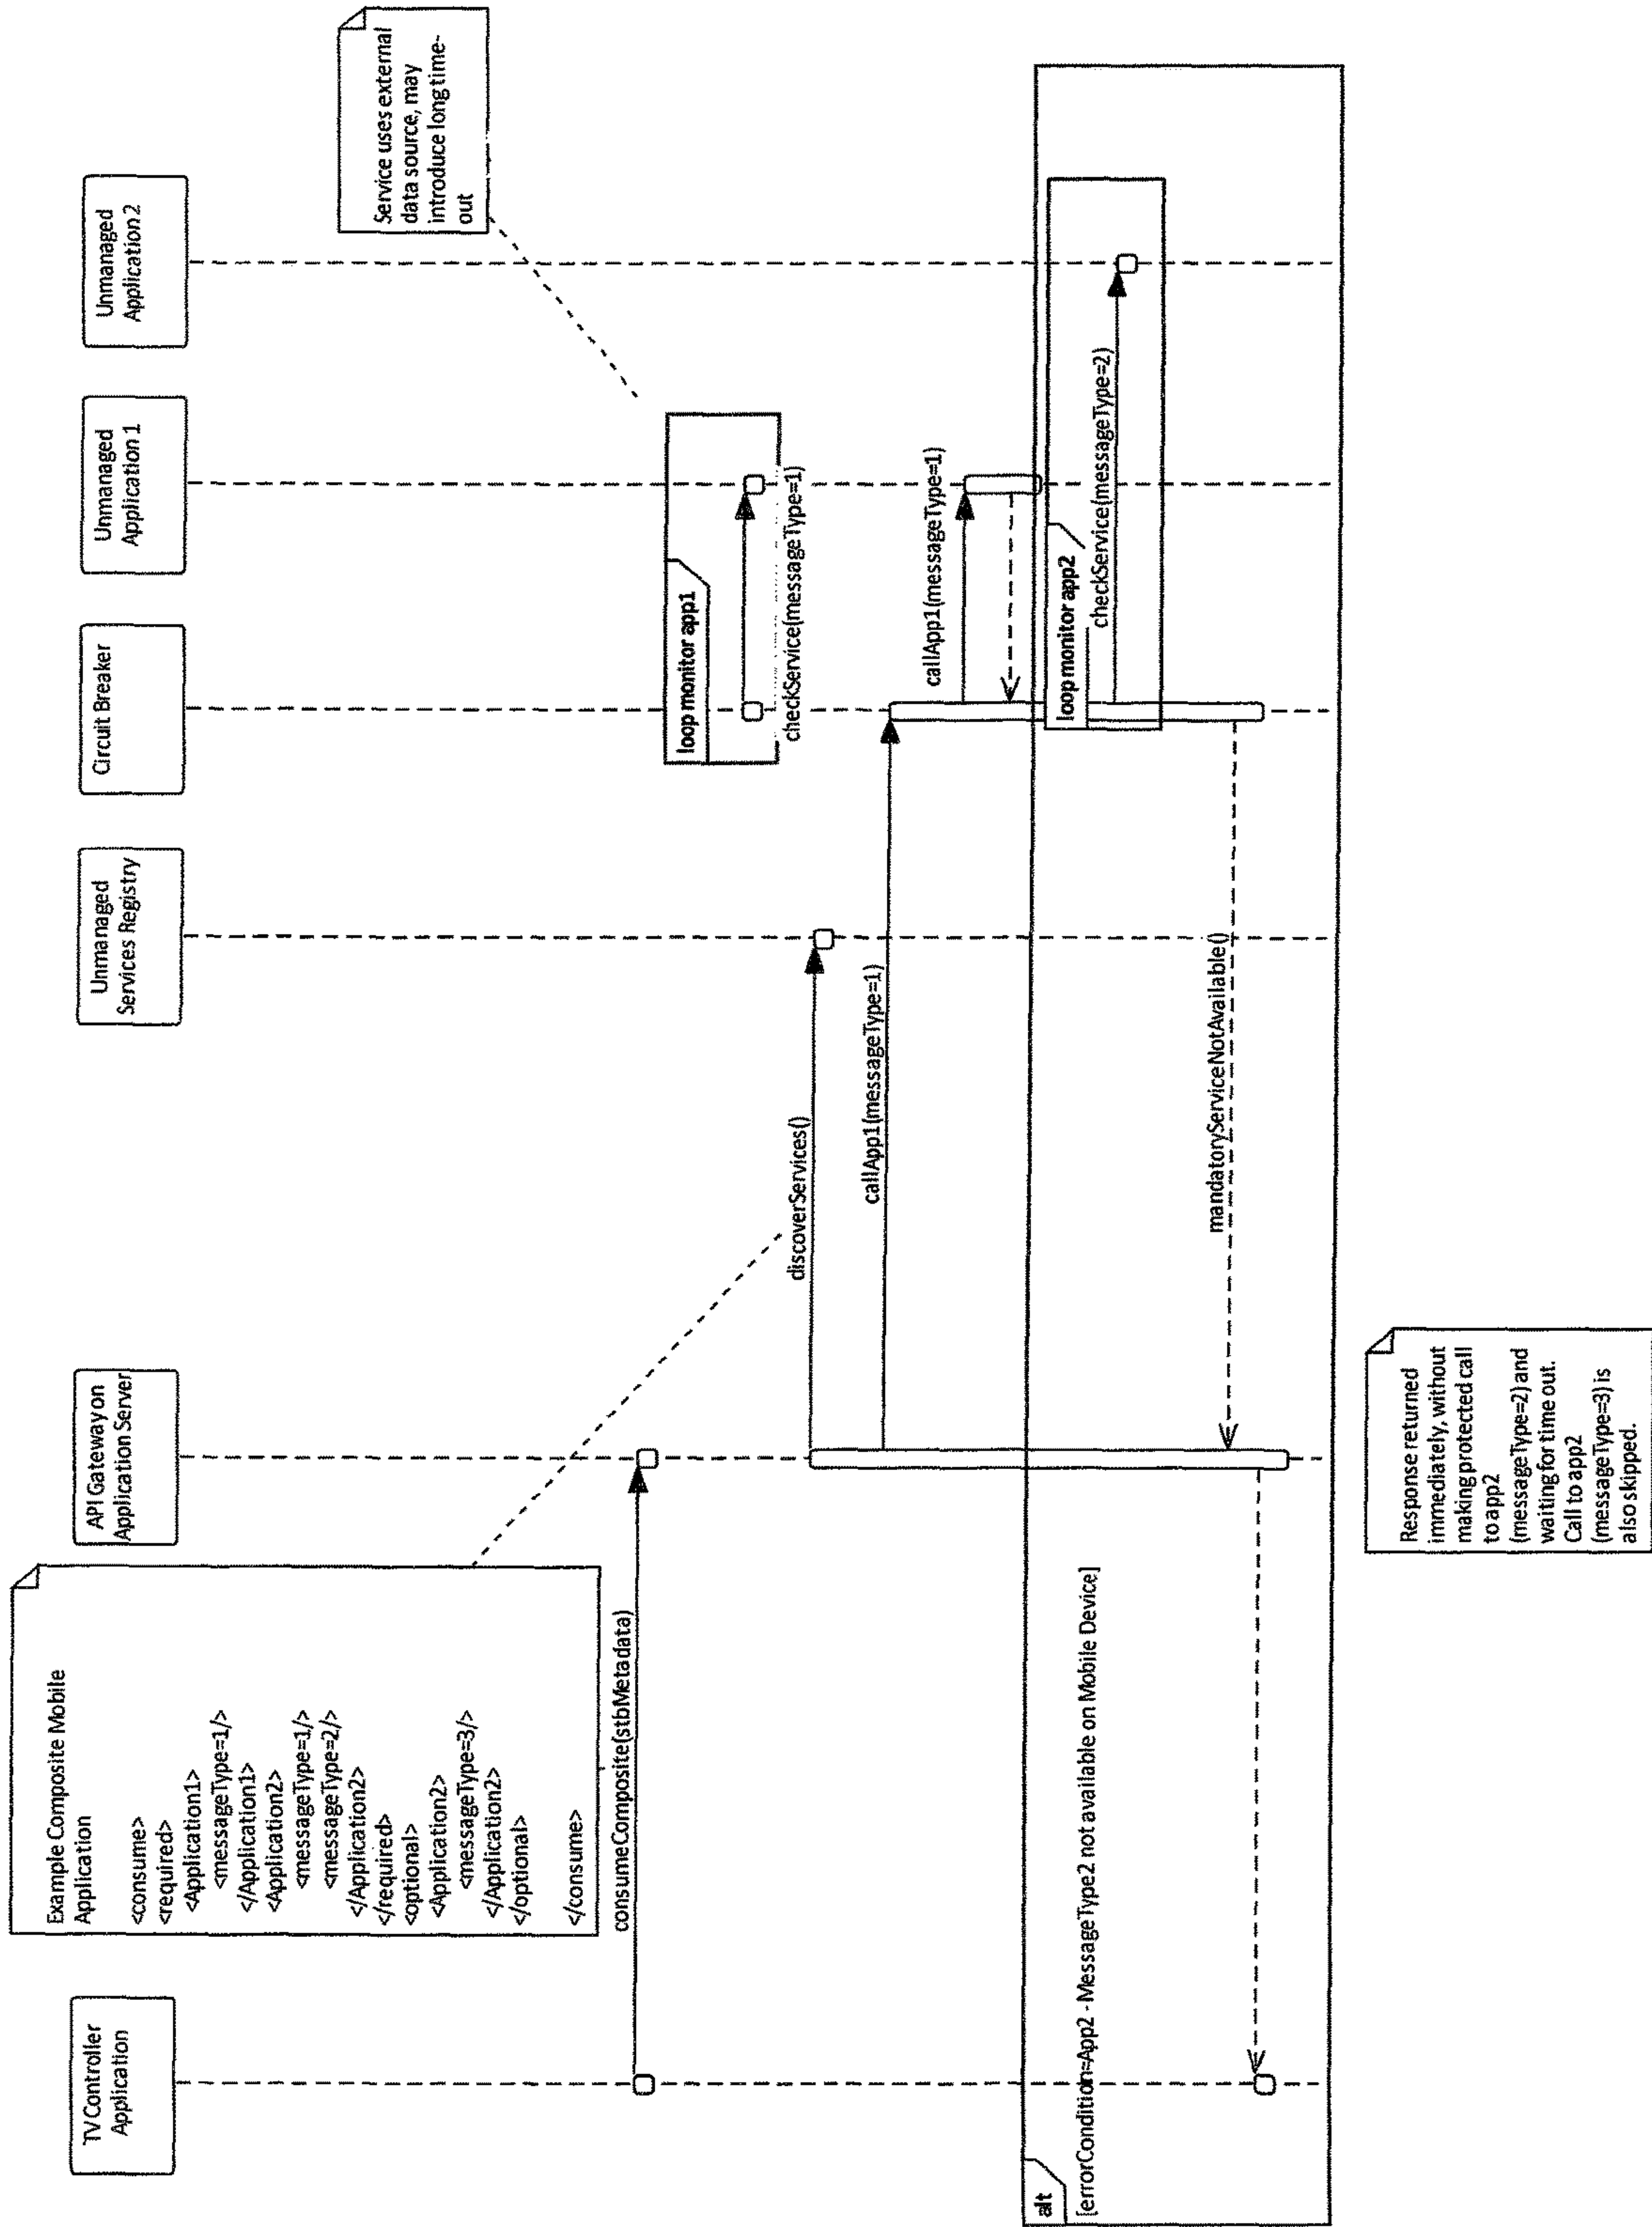 TV Controller
Application
API Gateway on
Application Server
Unmanaged
Services Registry
Circuit Breaker
Unmanaged
Application 1
Unmanaged
Application 2
Example Composite Mobile
Application
<consume>
<required>
<Application1>
<messageType=1/>
</Application1>
<Application2>
<messageType=1/>
<messageType=2/>
</Application2>
</required>
<optional>
<Application2>
<messageType=3/>
</Application2>
</optional>
</consume>
Service uses external
data source, may
introduce long time-
out
consumeComposite(stbMetadata)
loop monitor app1
checkService(messageType=1)
discoverServices()
callApp1(messageType=1)
callApp1(messageType=1)
alt
[errorCondition=App2 - MessageType2 not available on Mobile Device]
loop monitor app2
checkService(messageType=2)
mandatoryServiceNotAvailable()
Response returned
immediately, without
making protected call
to app2
(messageType=2) and
waiting for time out.
Call to app2
(messageType=3) is
also skipped.